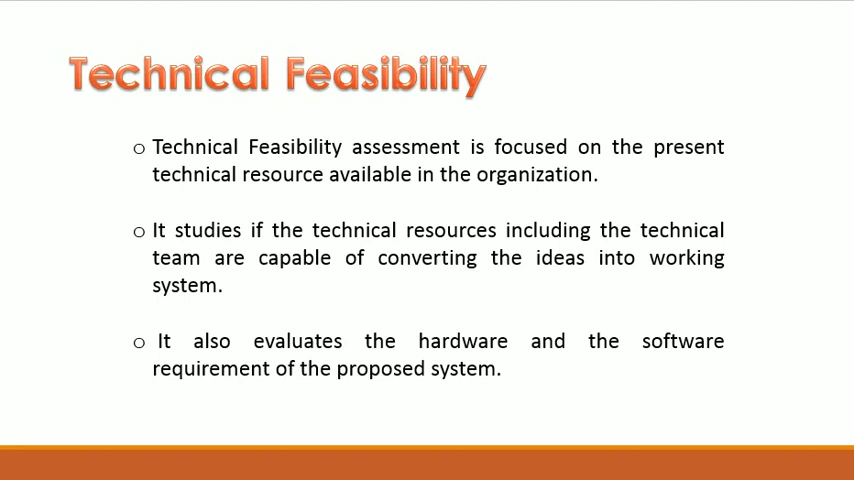 Technical Feasibility
o Technical Feasibility assessment is focused on the present
technical resource available in the organization.
o It studies if the technical resources including the technical
team are capable of converting the ideas into working
system.
o It also evaluates the hardware and the software
requirement of the proposed system.